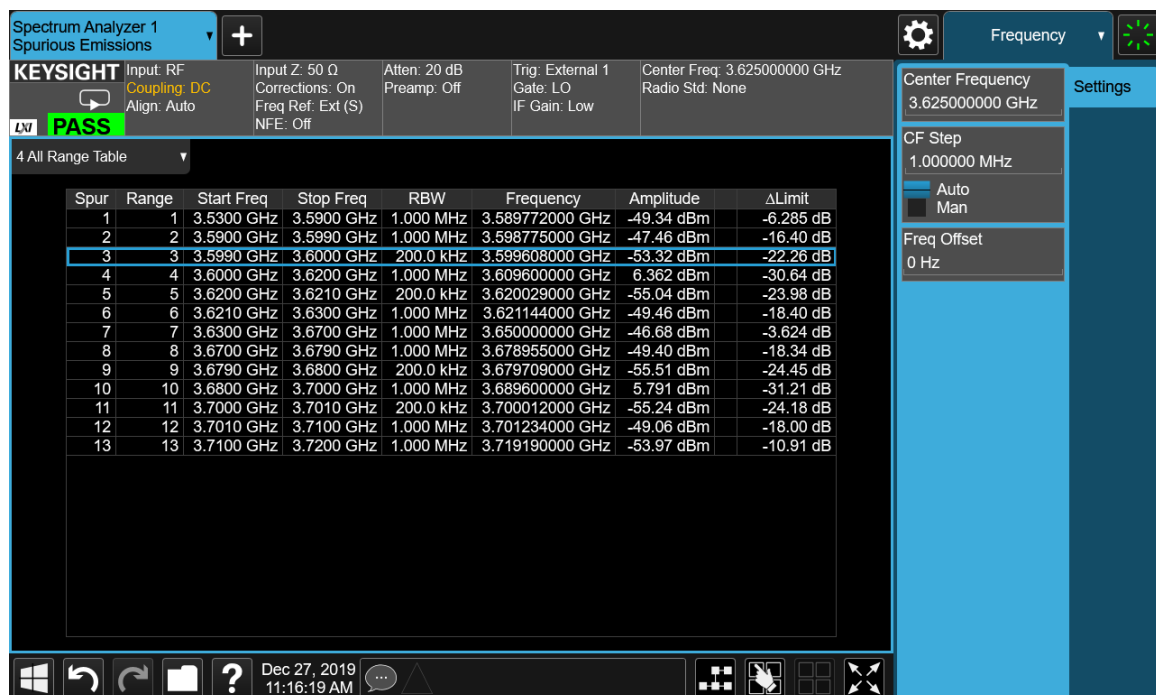 Spectrum Analyzer 1
Spurious Emissions
Frequency
KEYSIGHT
Input: RF
Coupling: DC
Align: Auto
Input Z: 50 Ω
Corrections: On
Freq Ref: Ext (S)
NFE: Off
Atten: 20 dB
Preamp: Off
Trig: External 1
Gate: LO
IF Gain: Low
Center Freq: 3.625000000 GHz
Radio Std: None
LXI PASS
Center Frequency
3.625000000 GHz
Settings
CF Step
1.000000 MHz
Auto
Man
Freq Offset
0 Hz
4 All Range Table
Spur Range Start Freq Stop Freq RBW Frequency Amplitude ΔLimit
1 1 3.5300 GHz 3.5900 GHz 1.000 MHz 3.589772000 GHz -49.34 dBm -6.285 dB
2 2 3.5900 GHz 3.5990 GHz 1.000 MHz 3.598775000 GHz -47.46 dBm -16.40 dB
3 3 3.5990 GHz 3.6000 GHz 200.0 kHz 3.599608000 GHz -53.32 dBm -22.26 dB
4 4 3.6000 GHz 3.6200 GHz 1.000 MHz 3.609600000 GHz 6.362 dBm -30.64 dB
5 5 3.6200 GHz 3.6210 GHz 200.0 kHz 3.620029000 GHz -55.04 dBm -23.98 dB
6 6 3.6210 GHz 3.6300 GHz 1.000 MHz 3.621144000 GHz -49.46 dBm -18.40 dB
7 7 3.6300 GHz 3.6700 GHz 1.000 MHz 3.650000000 GHz -46.68 dBm -3.624 dB
8 8 3.6700 GHz 3.6790 GHz 1.000 MHz 3.678955000 GHz -49.40 dBm -18.34 dB
9 9 3.6790 GHz 3.6800 GHz 200.0 kHz 3.679709000 GHz -55.51 dBm -24.45 dB
10 10 3.6800 GHz 3.7000 GHz 1.000 MHz 3.689600000 GHz 5.791 dBm -31.21 dB
11 11 3.7000 GHz 3.7010 GHz 200.0 kHz 3.700012000 GHz -55.24 dBm -24.18 dB
12 12 3.7010 GHz 3.7100 GHz 1.000 MHz 3.701234000 GHz -49.06 dBm -18.00 dB
13 13 3.7100 GHz 3.7200 GHz 1.000 MHz 3.719190000 GHz -53.97 dBm -10.91 dB
Dec 27, 2019
11:16:19 AM